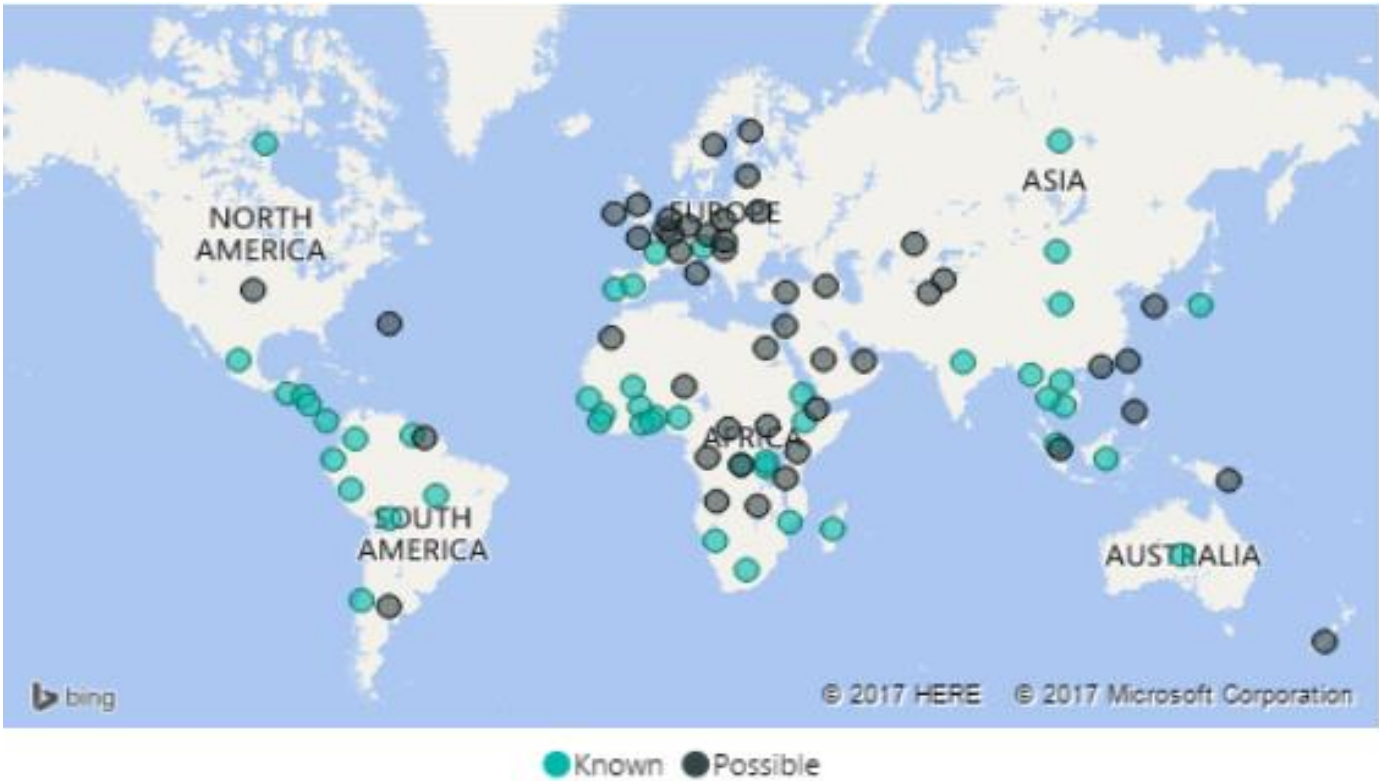 NORTH
AMERICA
EUROPE
ASIA
AFRICA
SOUTH
AMERICA
AUSTRALIA
bing
© 2017 HERE © 2017 Microsoft Corporation
Known Possible